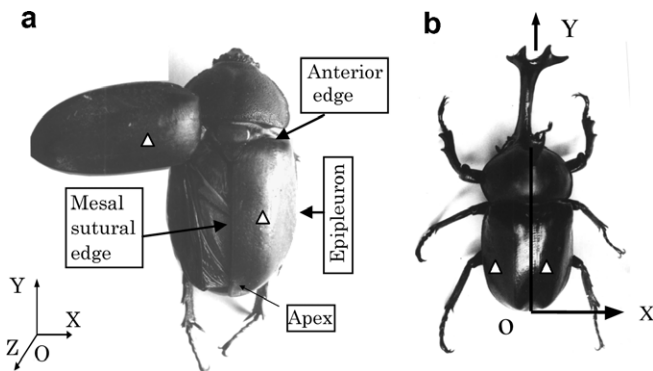 a
b
Y
Anterior
edge
Mesal
sutural
edge
Epipleuron
Y
X
Z
O
Apex
O
X